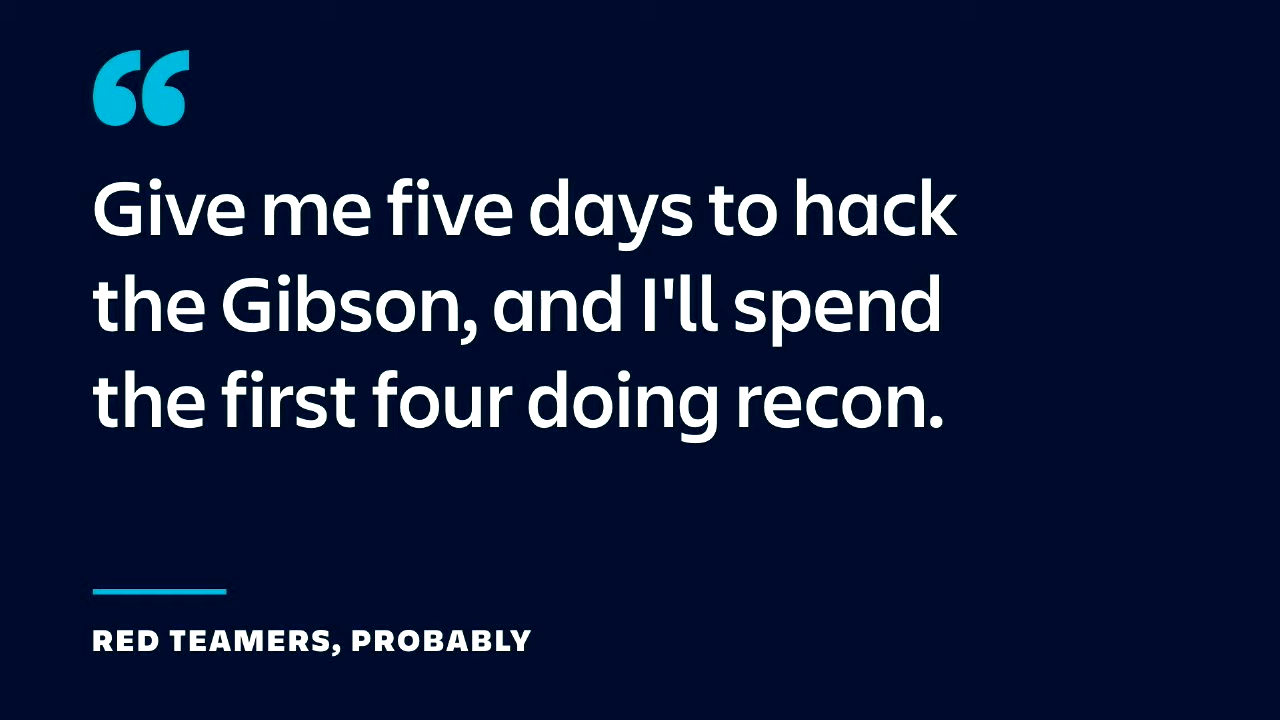 “
Give me five days to hack
the Gibson, and I'll spend
the first four doing recon.
RED TEAMERS, PROBABLY